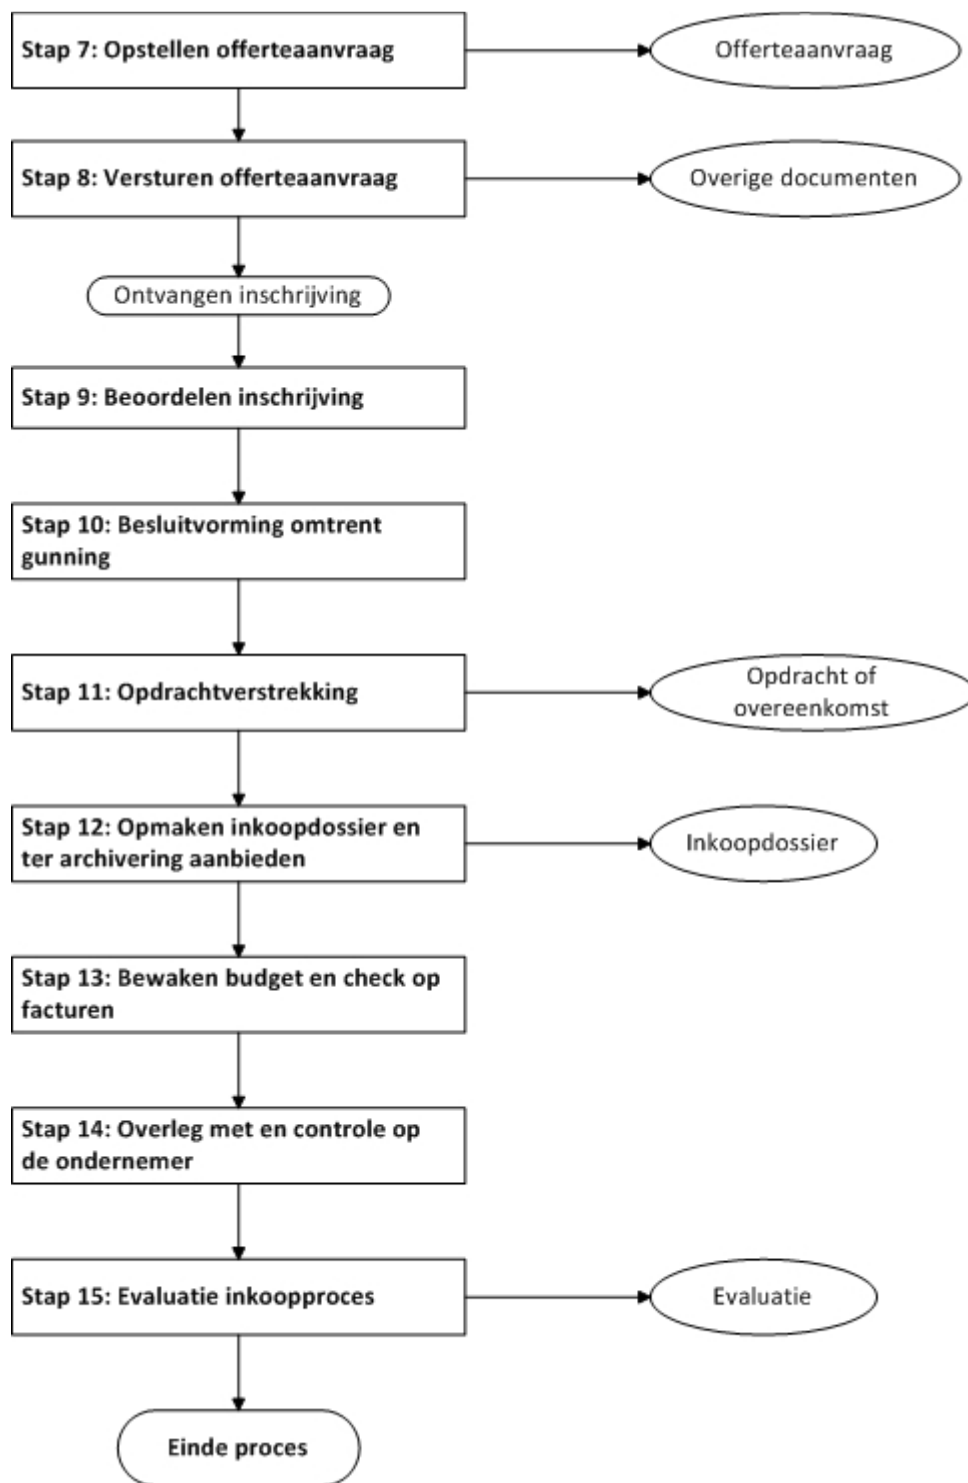 Stap 7: Opstellen offerteaanvraag
Offerteaanvraag
Stap 8: Versturen offerteaanvraag
Overige documenten
Ontvangen inschrijving
Stap 9: Beoordelen inschrijving
Stap 10: Besluitvorming omtrent
gunning
Stap 11: Opdrachtverstrekking
Opdracht of
overeenkomst
Stap 12: Opmaken inkoopdossier en
ter archivering aanbieden
Inkoopdossier
Stap 13: Bewaken budget en check op
facturen
Stap 14: Overleg met en controle op
de ondernemer
Stap 15: Evaluatie inkoopproces
Evaluatie
Einde proces